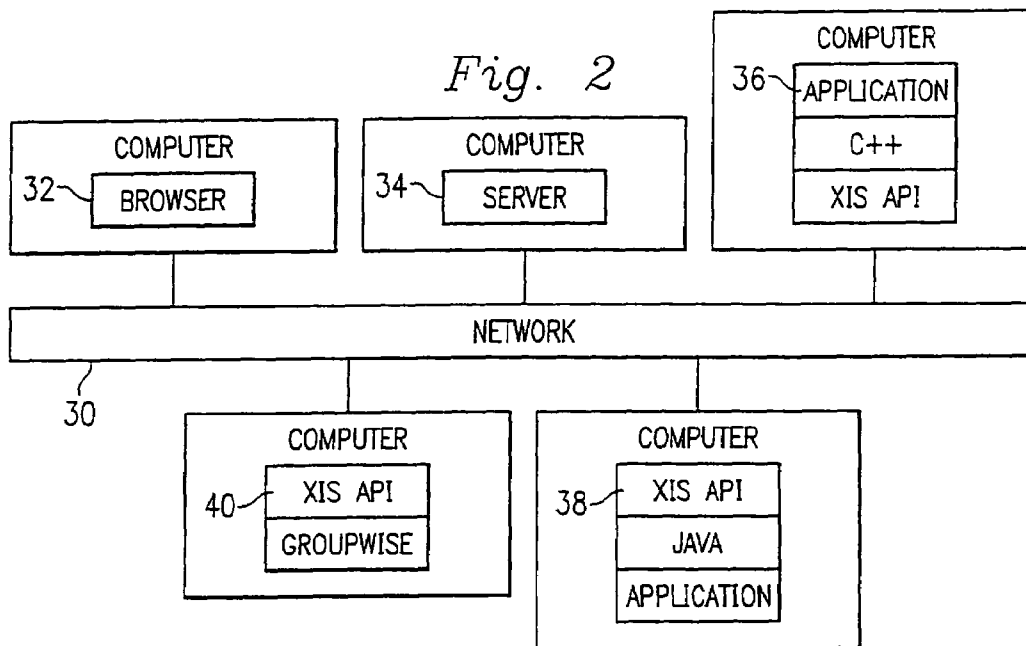 Fig. 2
COMPUTER
32
BROWSER
COMPUTER
34
SERVER
COMPUTER
36
APPLICATION
C++
XIS API
NETWORK
30
COMPUTER
40
XIS API
GROUPWISE
COMPUTER
38
XIS API
JAVA
APPLICATION